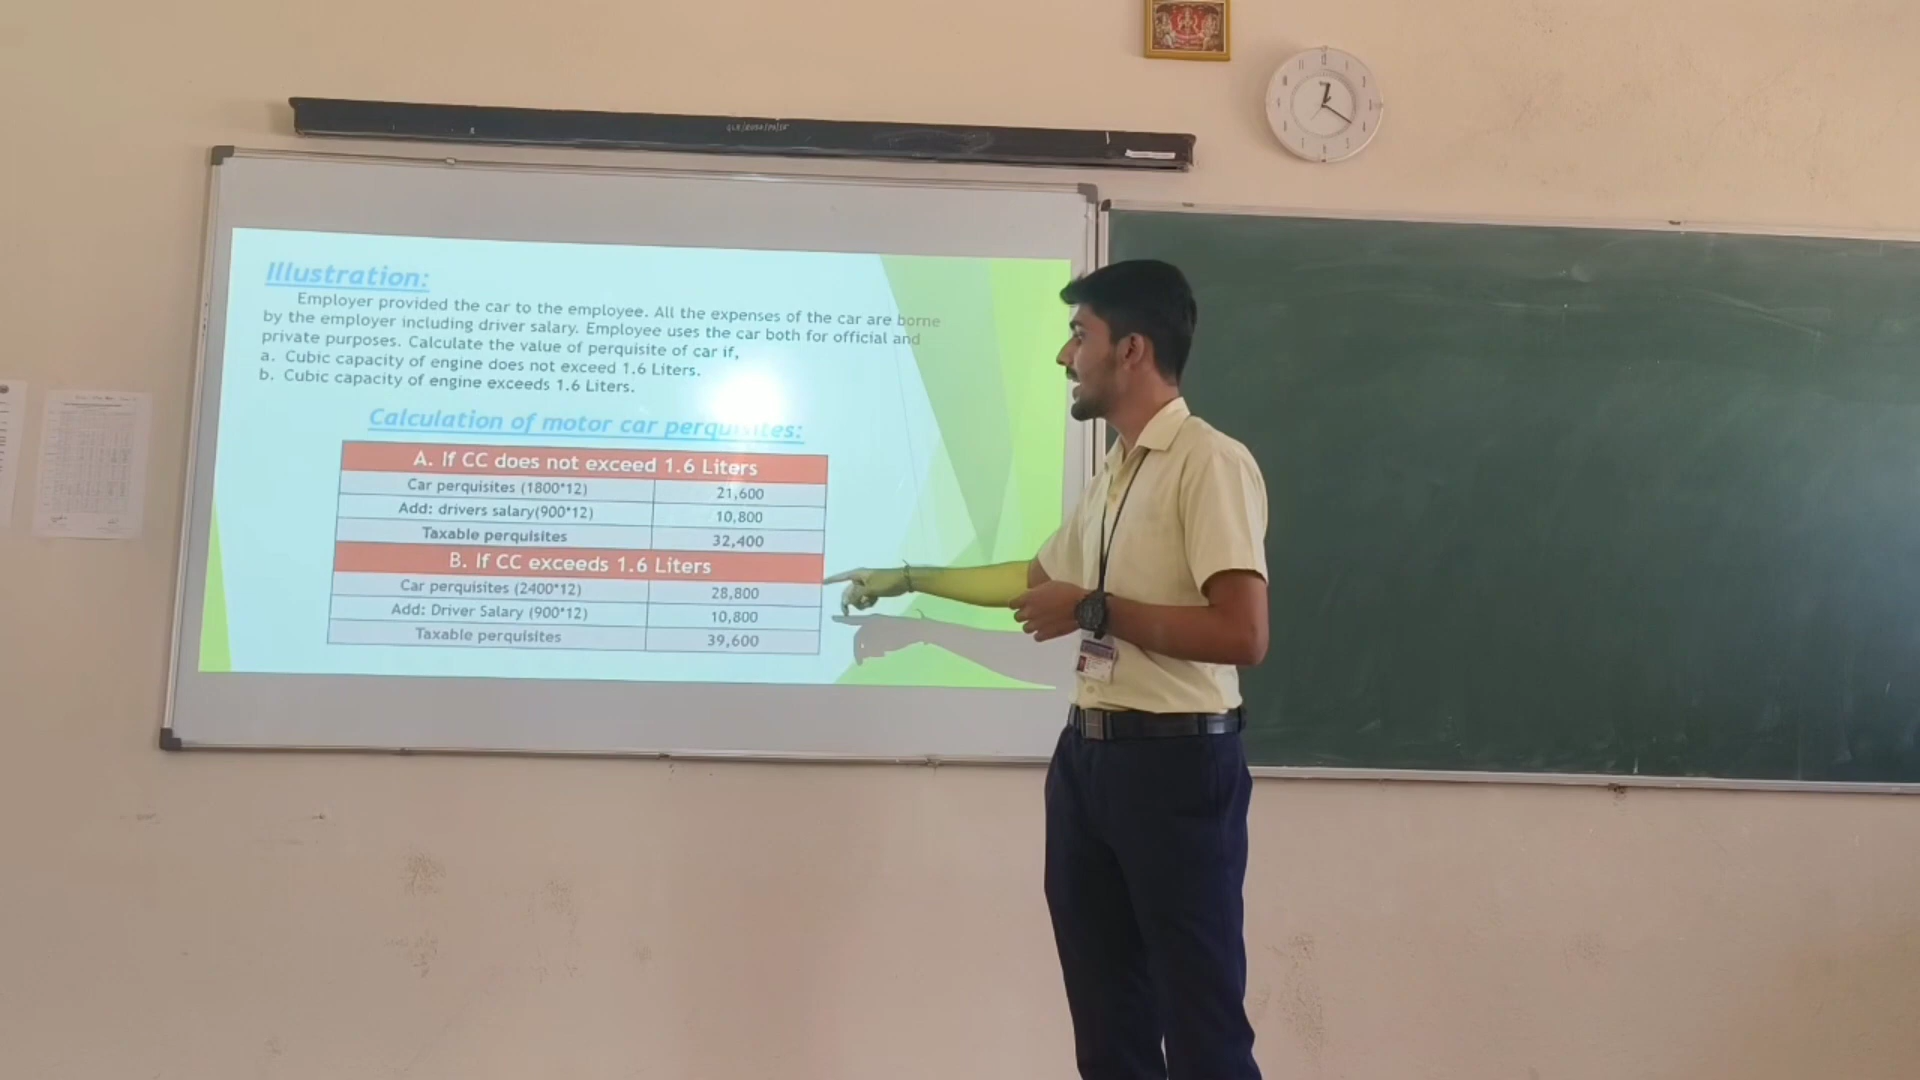 Illustration:
Employer provided the car to the employee. All the expenses of the car are borne
by the employer including driver salary. Employee uses the car both for official and
private purposes. Calculate the value of perquisite of car if,
a. Cubic capacity of engine does not exceed 1.6 Liters.
b. Cubic capacity of engine exceeds 1.6 Liters.
Calculation of motor car perquisites:
A. If CC does not exceed 1.6 Liters
Car perquisites (1800*12) 21,600
Add: drivers salary(900*12) 10,800
Taxable perquisites 32,400
B. If CC exceeds 1.6 Liters
Car perquisites (2400*12) 28,800
Add: Driver Salary (900*12) 10,800
Taxable perquisites 39,600